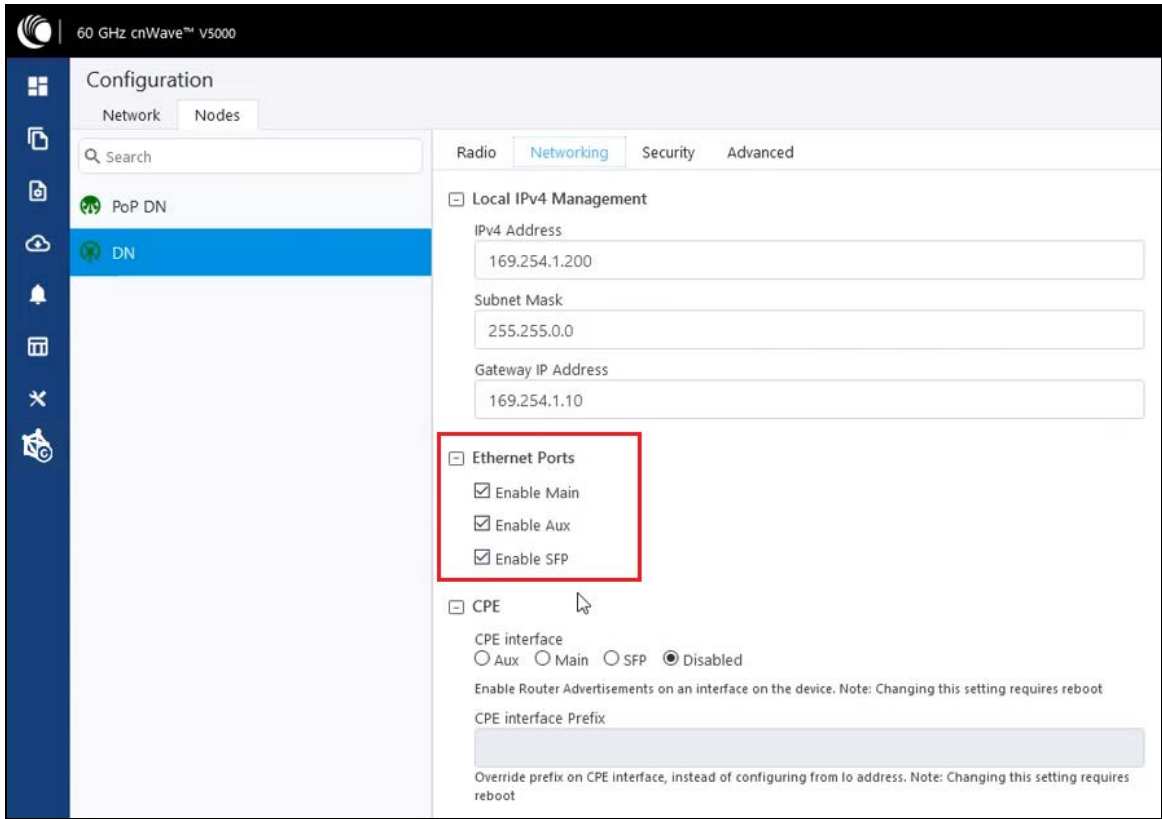 60 GHz cnWave™ V5000
Configuration
Network Nodes
Search
PoP DN
DN
Radio Networking Security Advanced
Local IPv4 Management
IPv4 Address
169.254.1.200
Subnet Mask
255.255.0.0
Gateway IP Address
169.254.1.10
Ethernet Ports
Enable Main
Enable Aux
Enable SFP
CPE
CPE interface
Aux Main SFP Disabled
Enable Router Advertisements on an interface on the device. Note: Changing this setting requires reboot
CPE interface Prefix
Override prefix on CPE interface, instead of configuring from lo address. Note: Changing this setting requires
reboot